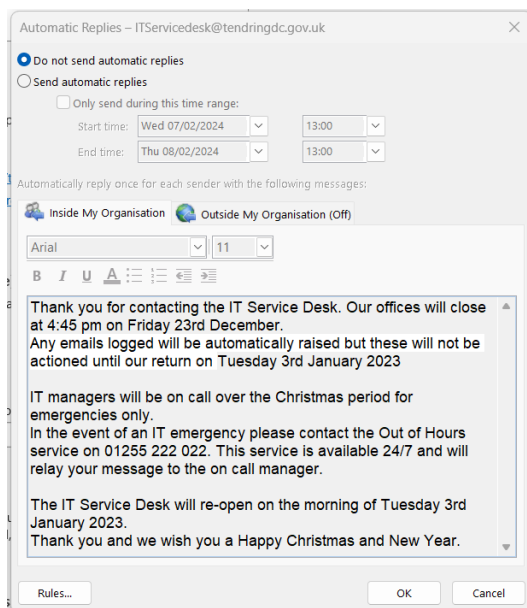 Automatic Replies – ITServicedesk@tendringdc.gov.uk
Do not send automatic replies
Send automatic replies
Only send during this time range:
Start time: Wed 07/02/2024 13:00
End time: Thu 08/02/2024 13:00
Automatically reply once for each sender with the following messages:
Inside My Organisation Outside My Organisation (Off)
Arial 11
B I U A
Thank you for contacting the IT Service Desk. Our offices will close
at 4:45 pm on Friday 23rd December.
Any emails logged will be automatically raised but these will not be
actioned until our return on Tuesday 3rd January 2023
IT managers will be on call over the Christmas period for
emergencies only.
In the event of an IT emergency please contact the Out of Hours
service on 01255 222 022. This service is available 24/7 and will
relay your message to the on call manager.
The IT Service Desk will re-open on the morning of Tuesday 3rd
January 2023.
Thank you and we wish you a Happy Christmas and New Year.
Rules... OK Cancel